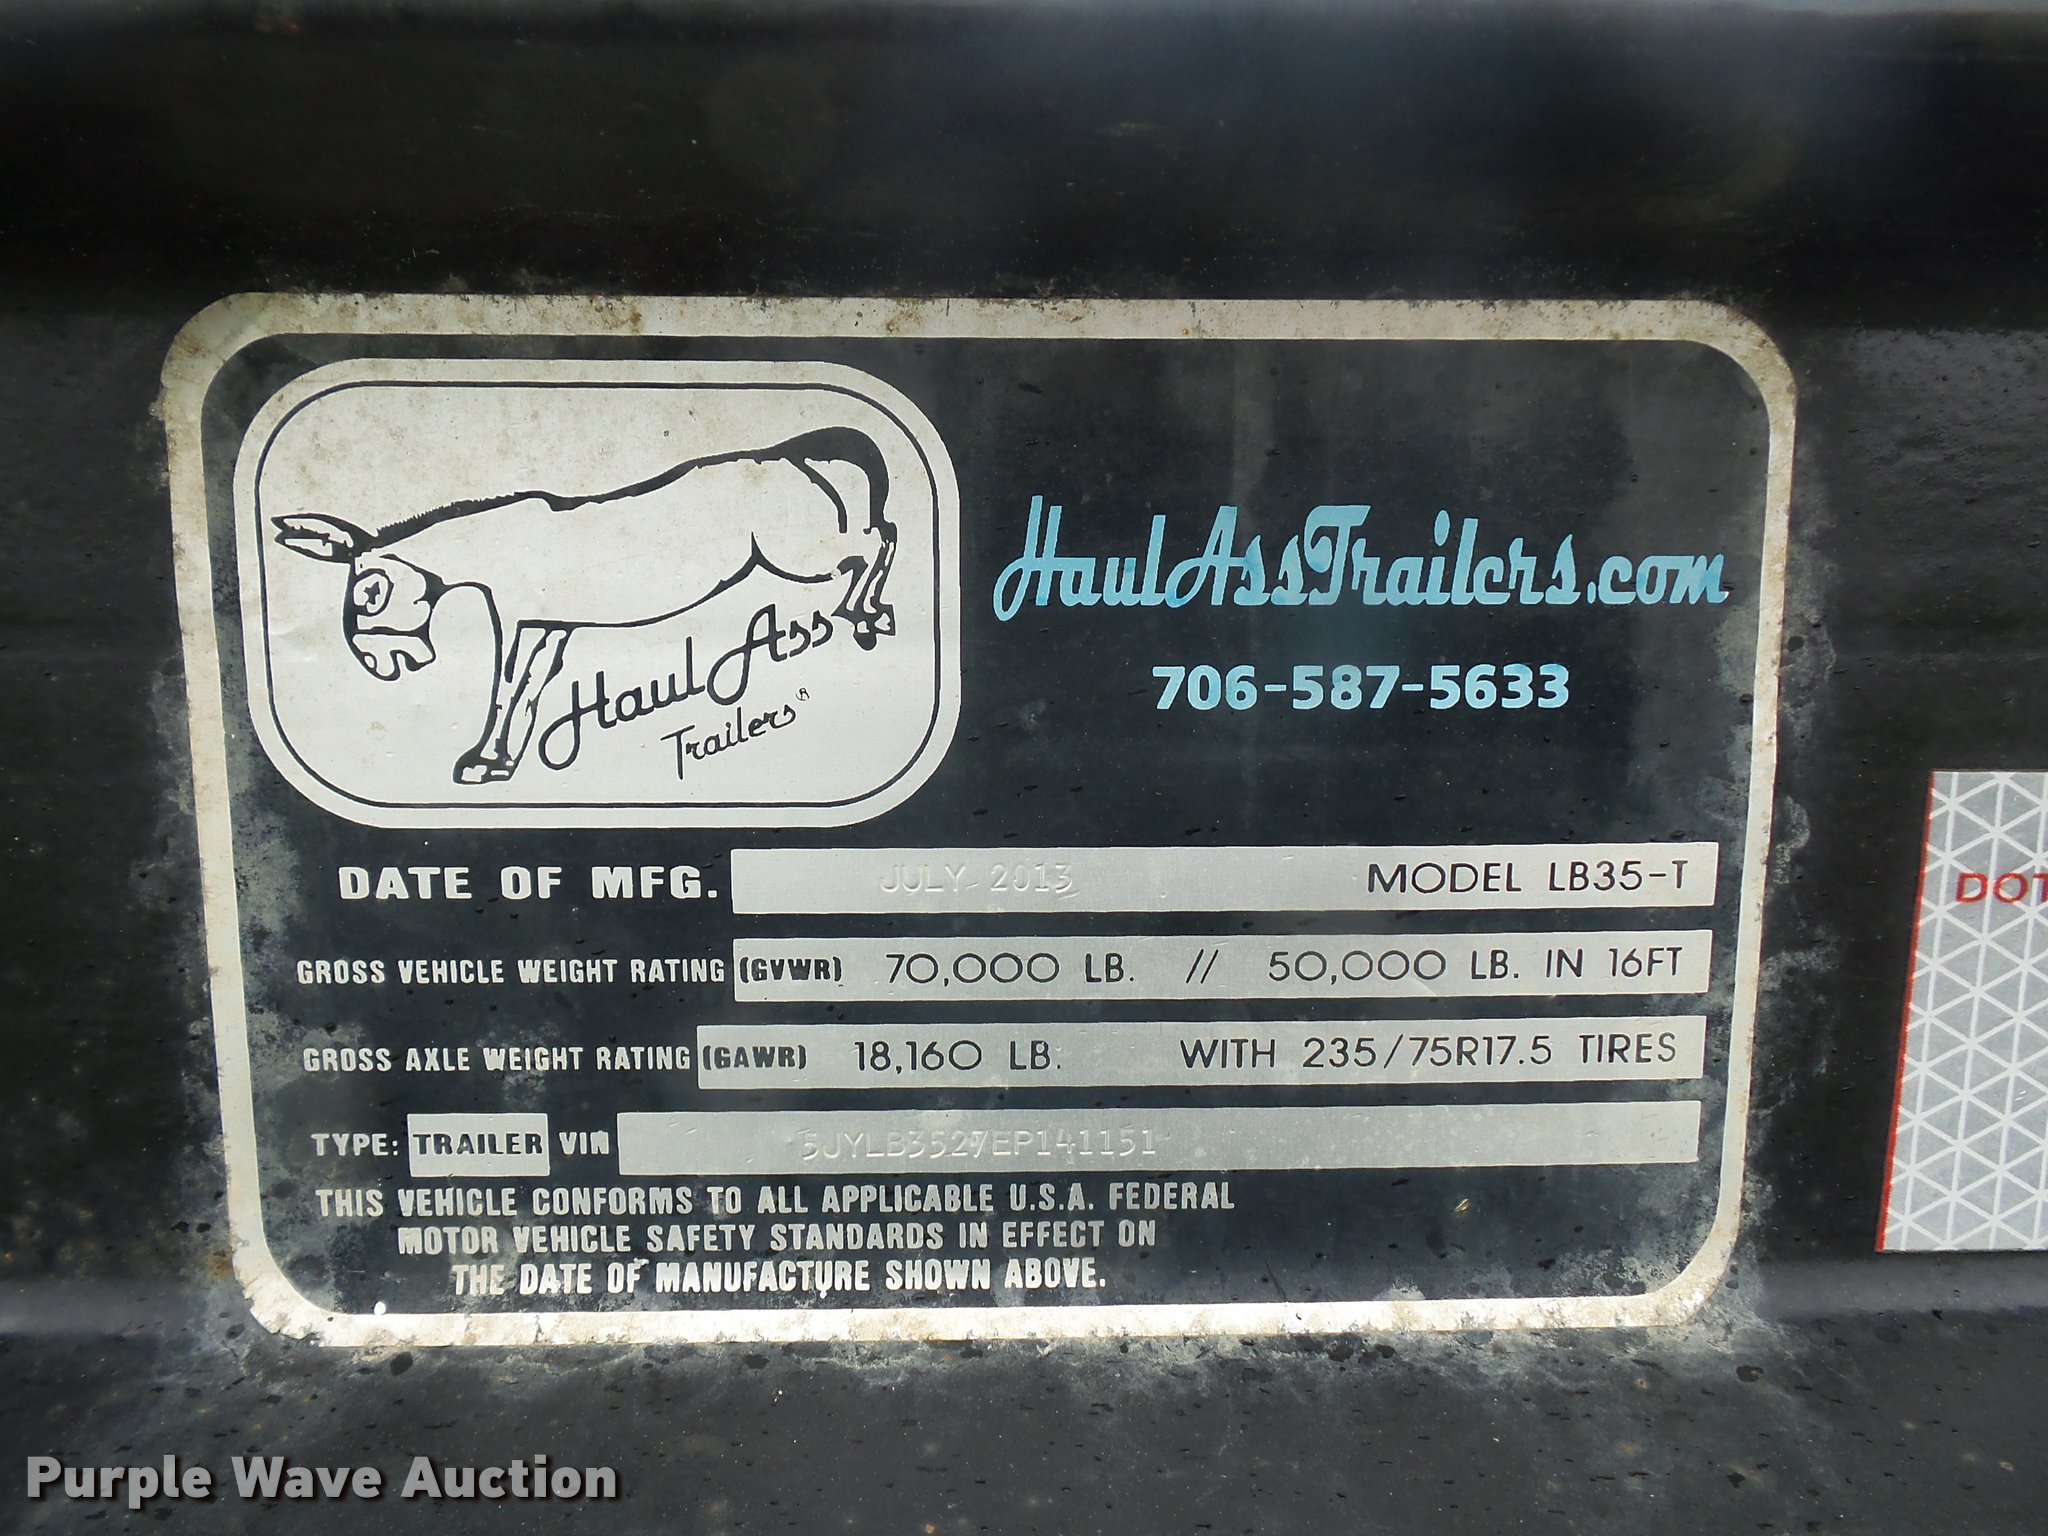 HaulAss
Trailers®
HaulAssTrailers.com
706-587-5633
DATE OF MFG. JULY 2013 MODEL LB35-T
GROSS VEHICLE WEIGHT RATING (GVWR) 70,000 LB. // 50,000 LB. IN 16FT
GROSS AXLE WEIGHT RATING (GAWR) 18,160 LB. WITH 235/75R17.5 TIRES
TYPE: TRAILER VIN 5JYLB3527EP141151
THIS VEHICLE CONFORMS TO ALL APPLICABLE U.S.A. FEDERAL
MOTOR VEHICLE SAFETY STANDARDS IN EFFECT ON
THE DATE OF MANUFACTURE SHOWN ABOVE.
DOT
Purple Wave Auction